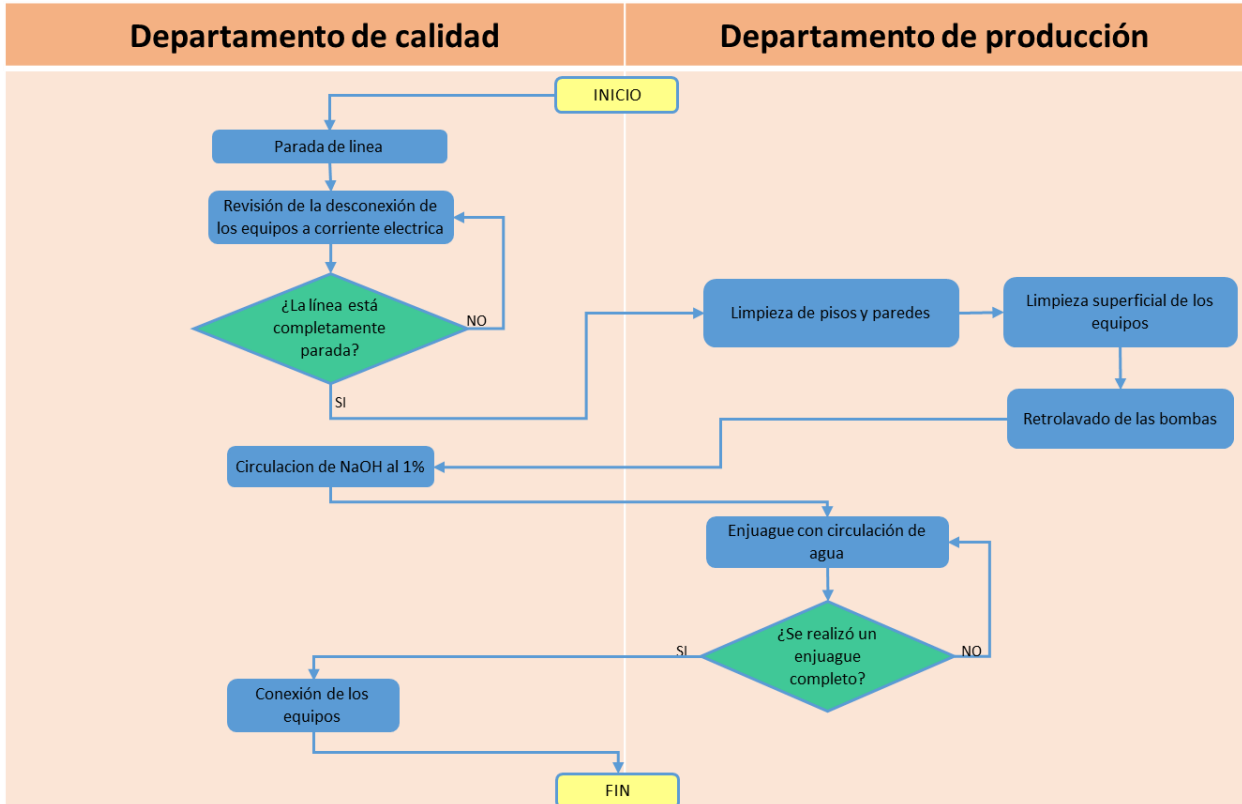 Departamento de calidad
Departamento de producción
INICIO
Parada de linea
Revisión de la desconexión de
los equipos a corriente electrica
¿La línea está
completamente
parada?
NO
SI
Limpieza de pisos y paredes
Limpieza superficial de los
equipos
Retrolavado de las bombas
Circulacion de NaOH al 1%
Enjuague con circulación de
agua
¿Se realizó un
enjuague
completo?
NO
SI
Conexión de los
equipos
FIN